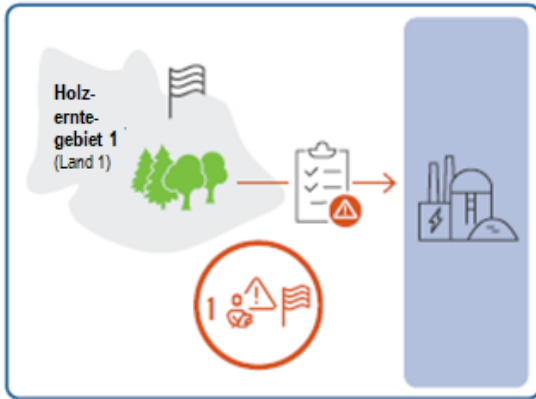 Holz-
ernte-
gebiet 1
(Land 1)
1